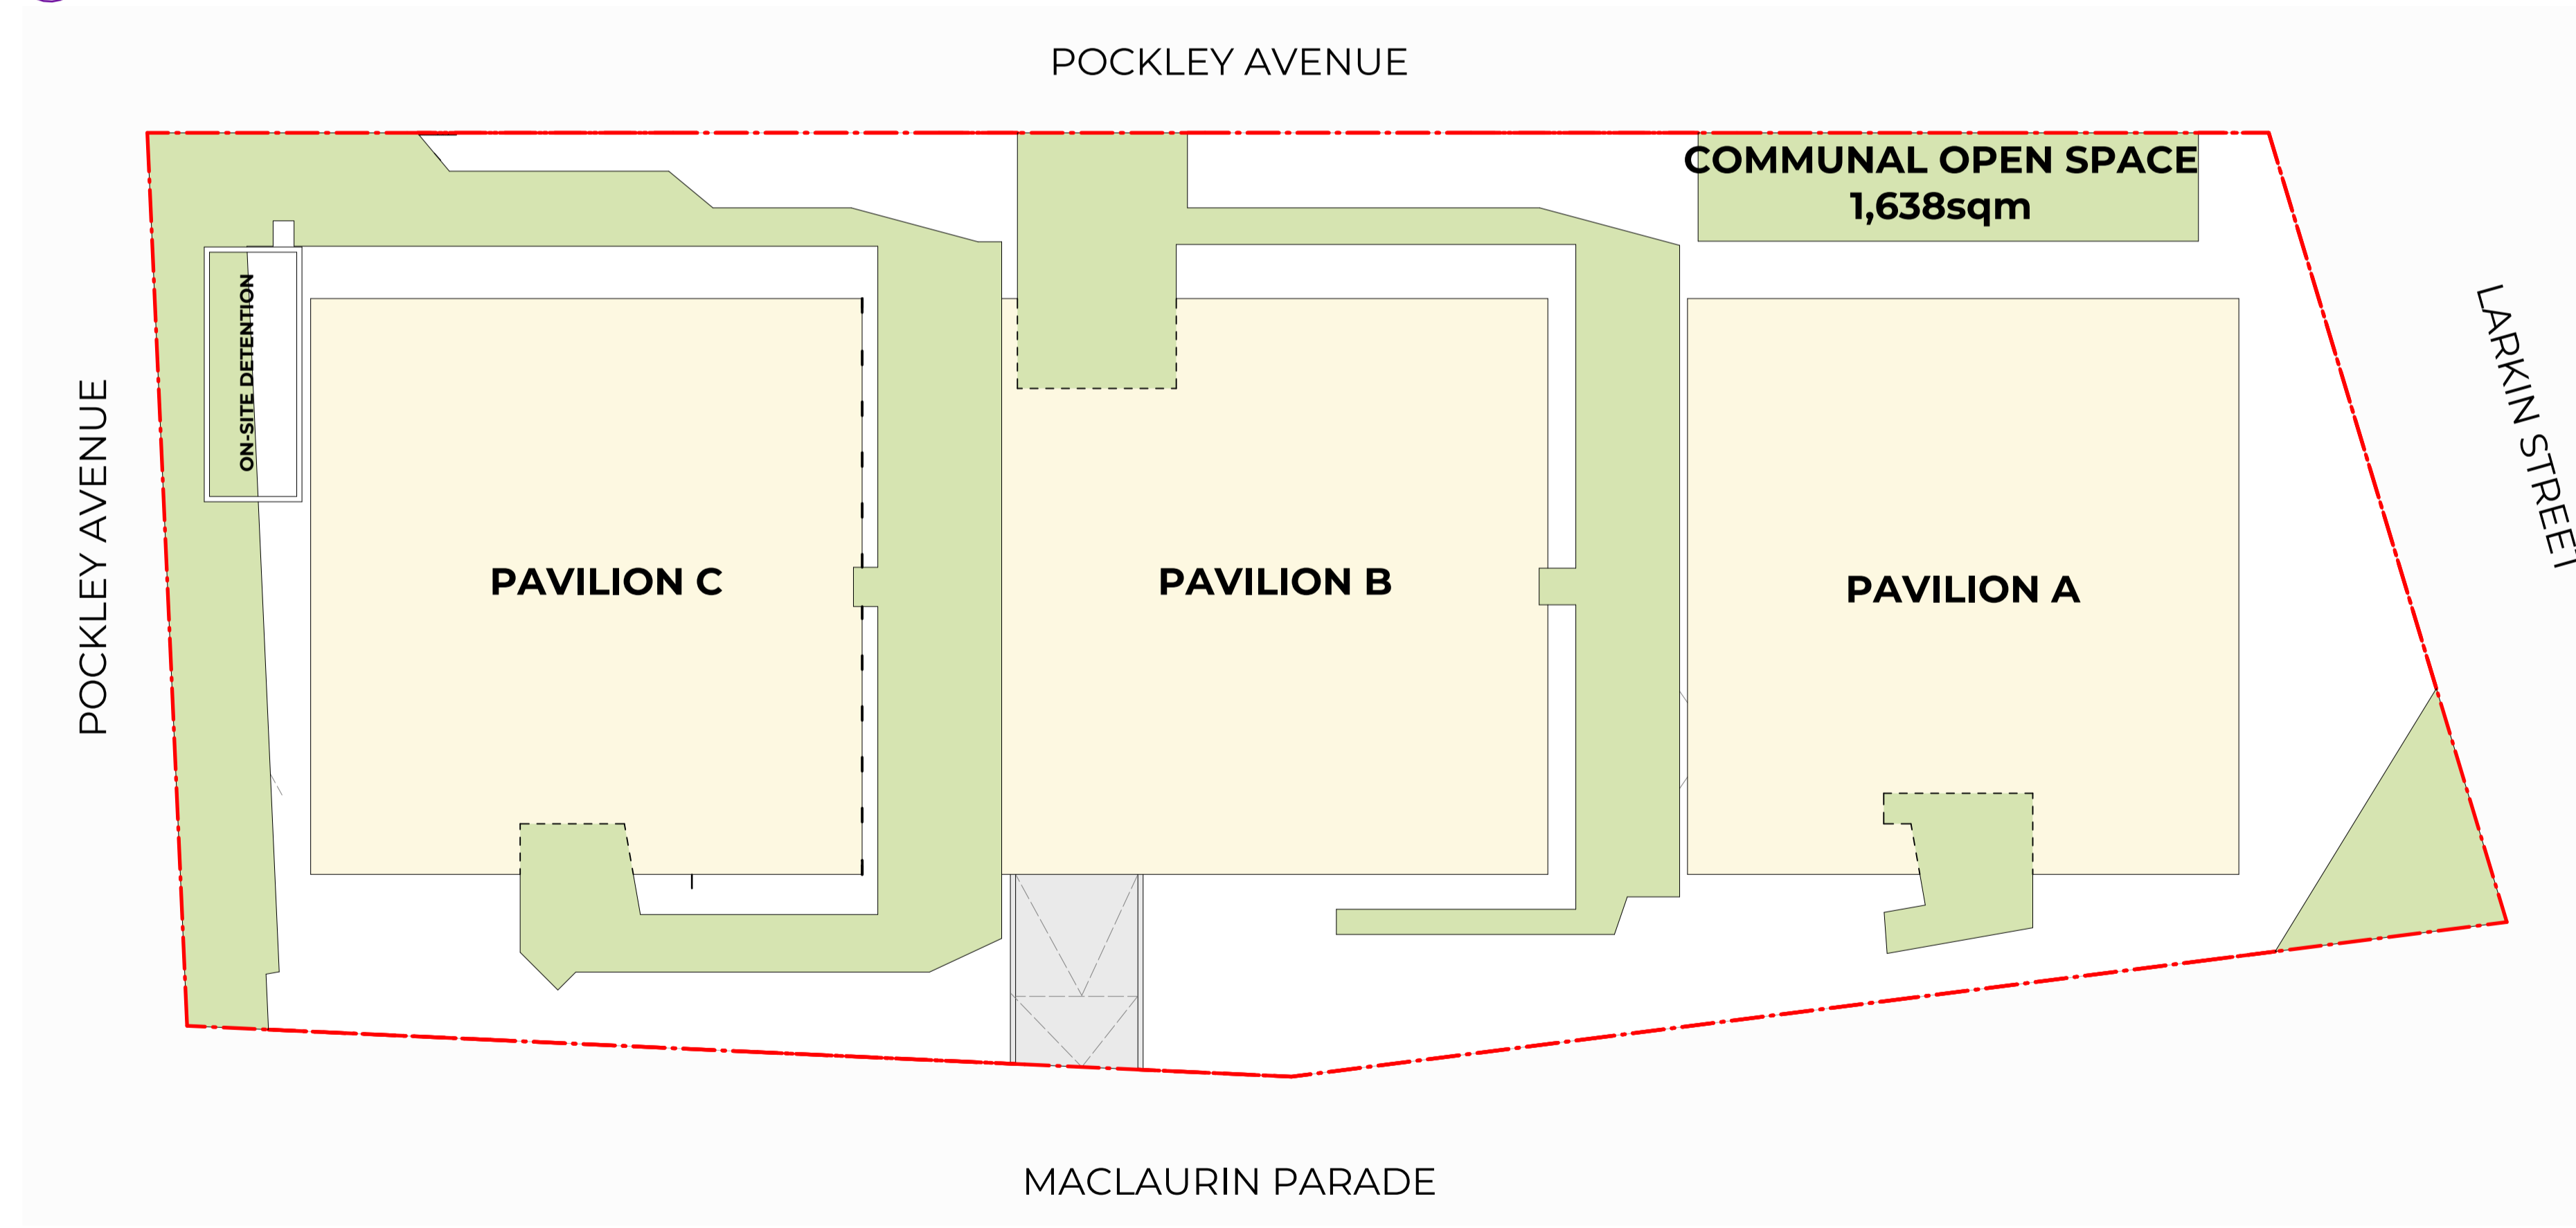 POCKLEY AVENUE
COMMUNAL OPEN SPACE
1,638sqm
ON-SITE DETENTION
POCKLEY AVENUE
LARKIN STREET
PAVILION C
PAVILION B
PAVILION A
MACLAURIN PARADE